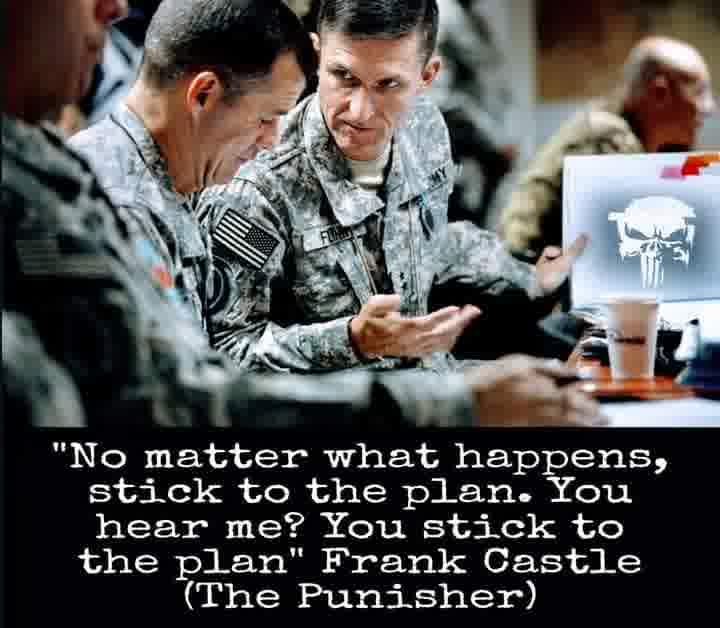 MY
"No matter what happens,
stick to the plan. You
hear me? You stick to
the plan" Frank Castle
(The Punisher)